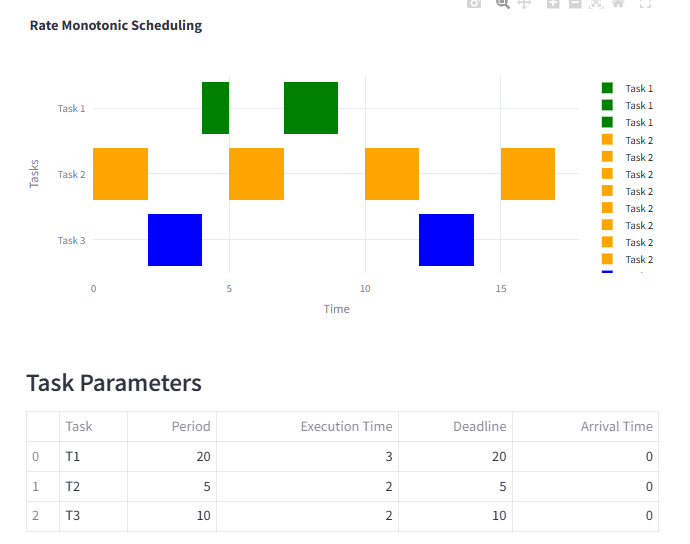 Rate Monotonic Scheduling
Task 1
Task 2
Task 3
Tasks
0 5 10 15
Time
Task 1
Task 1
Task 1
Task 2
Task 2
Task 2
Task 2
Task 2
Task 2
Task 2
Task 2
Task Parameters
Task Period Execution Time Deadline Arrival Time
0 T1 20 3 20 0
1 T2 5 2 5 0
2 T3 10 2 10 0